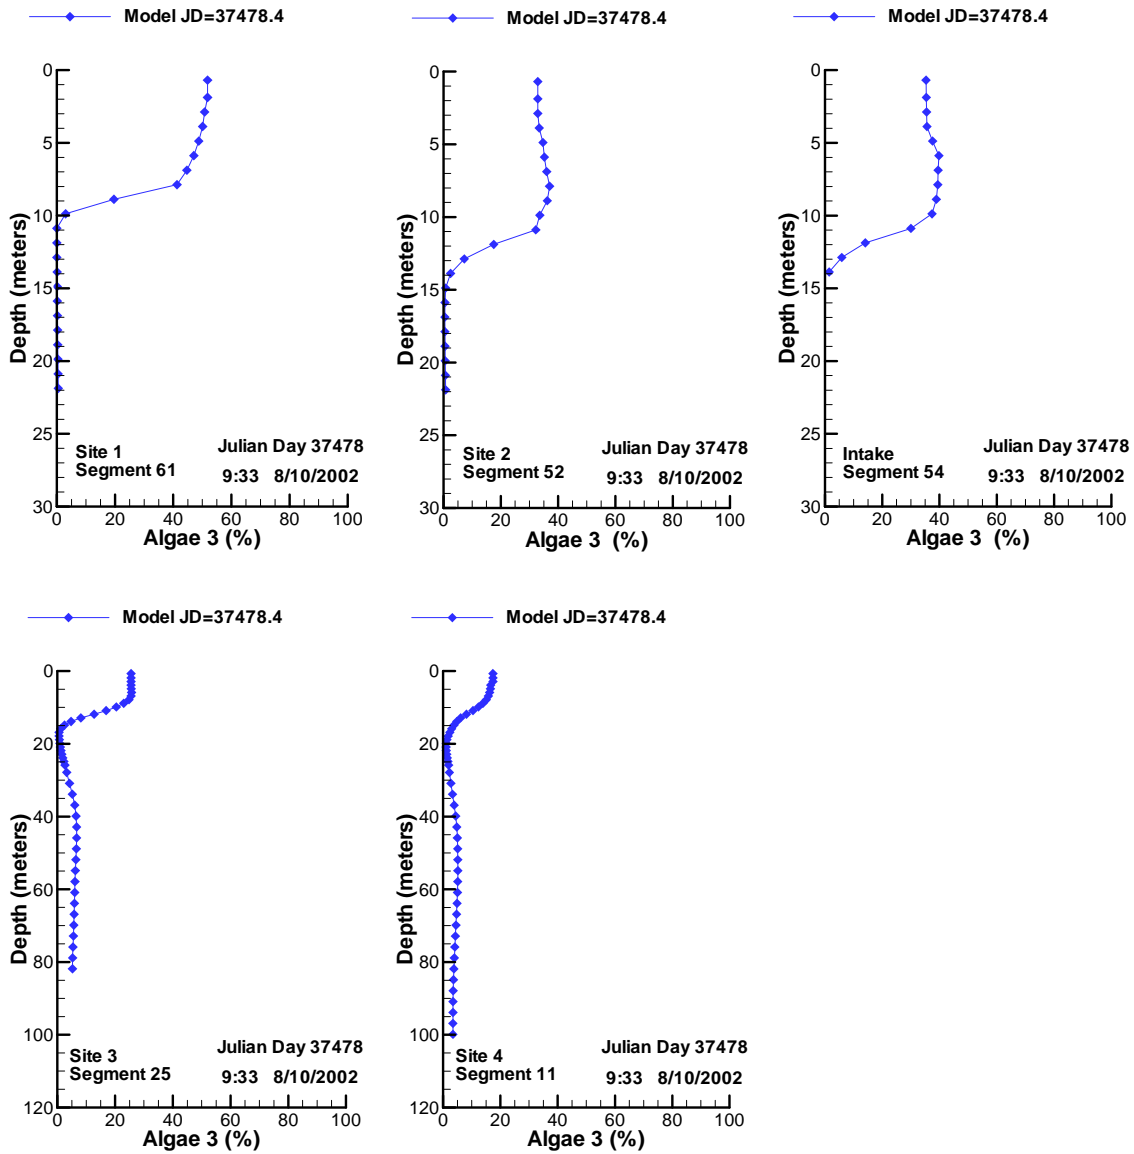 Model JD=37478.4
0
5
10
15
20
25
30
Depth (meters)
Site 1
Segment 61
Julian Day 37478
9:33 8/10/2002
0 20 40 60 80 100
Algae 3 (%)
Model JD=37478.4
0
5
10
15
20
25
30
Depth (meters)
Site 2
Segment 52
Julian Day 37478
9:33 8/10/2002
0 20 40 60 80 100
Algae 3 (%)
Model JD=37478.4
0
5
10
15
20
25
30
Depth (meters)
Intake
Segment 54
Julian Day 37478
9:33 8/10/2002
0 20 40 60 80 100
Algae 3 (%)
Model JD=37478.4
0
20
40
60
80
100
120
Depth (meters)
Site 3
Segment 25
Julian Day 37478
9:33 8/10/2002
0 20 40 60 80 100
Algae 3 (%)
Model JD=37478.4
0
20
40
60
80
100
120
Depth (meters)
Site 4
Segment 11
Julian Day 37478
9:33 8/10/2002
0 20 40 60 80 100
Algae 3 (%)